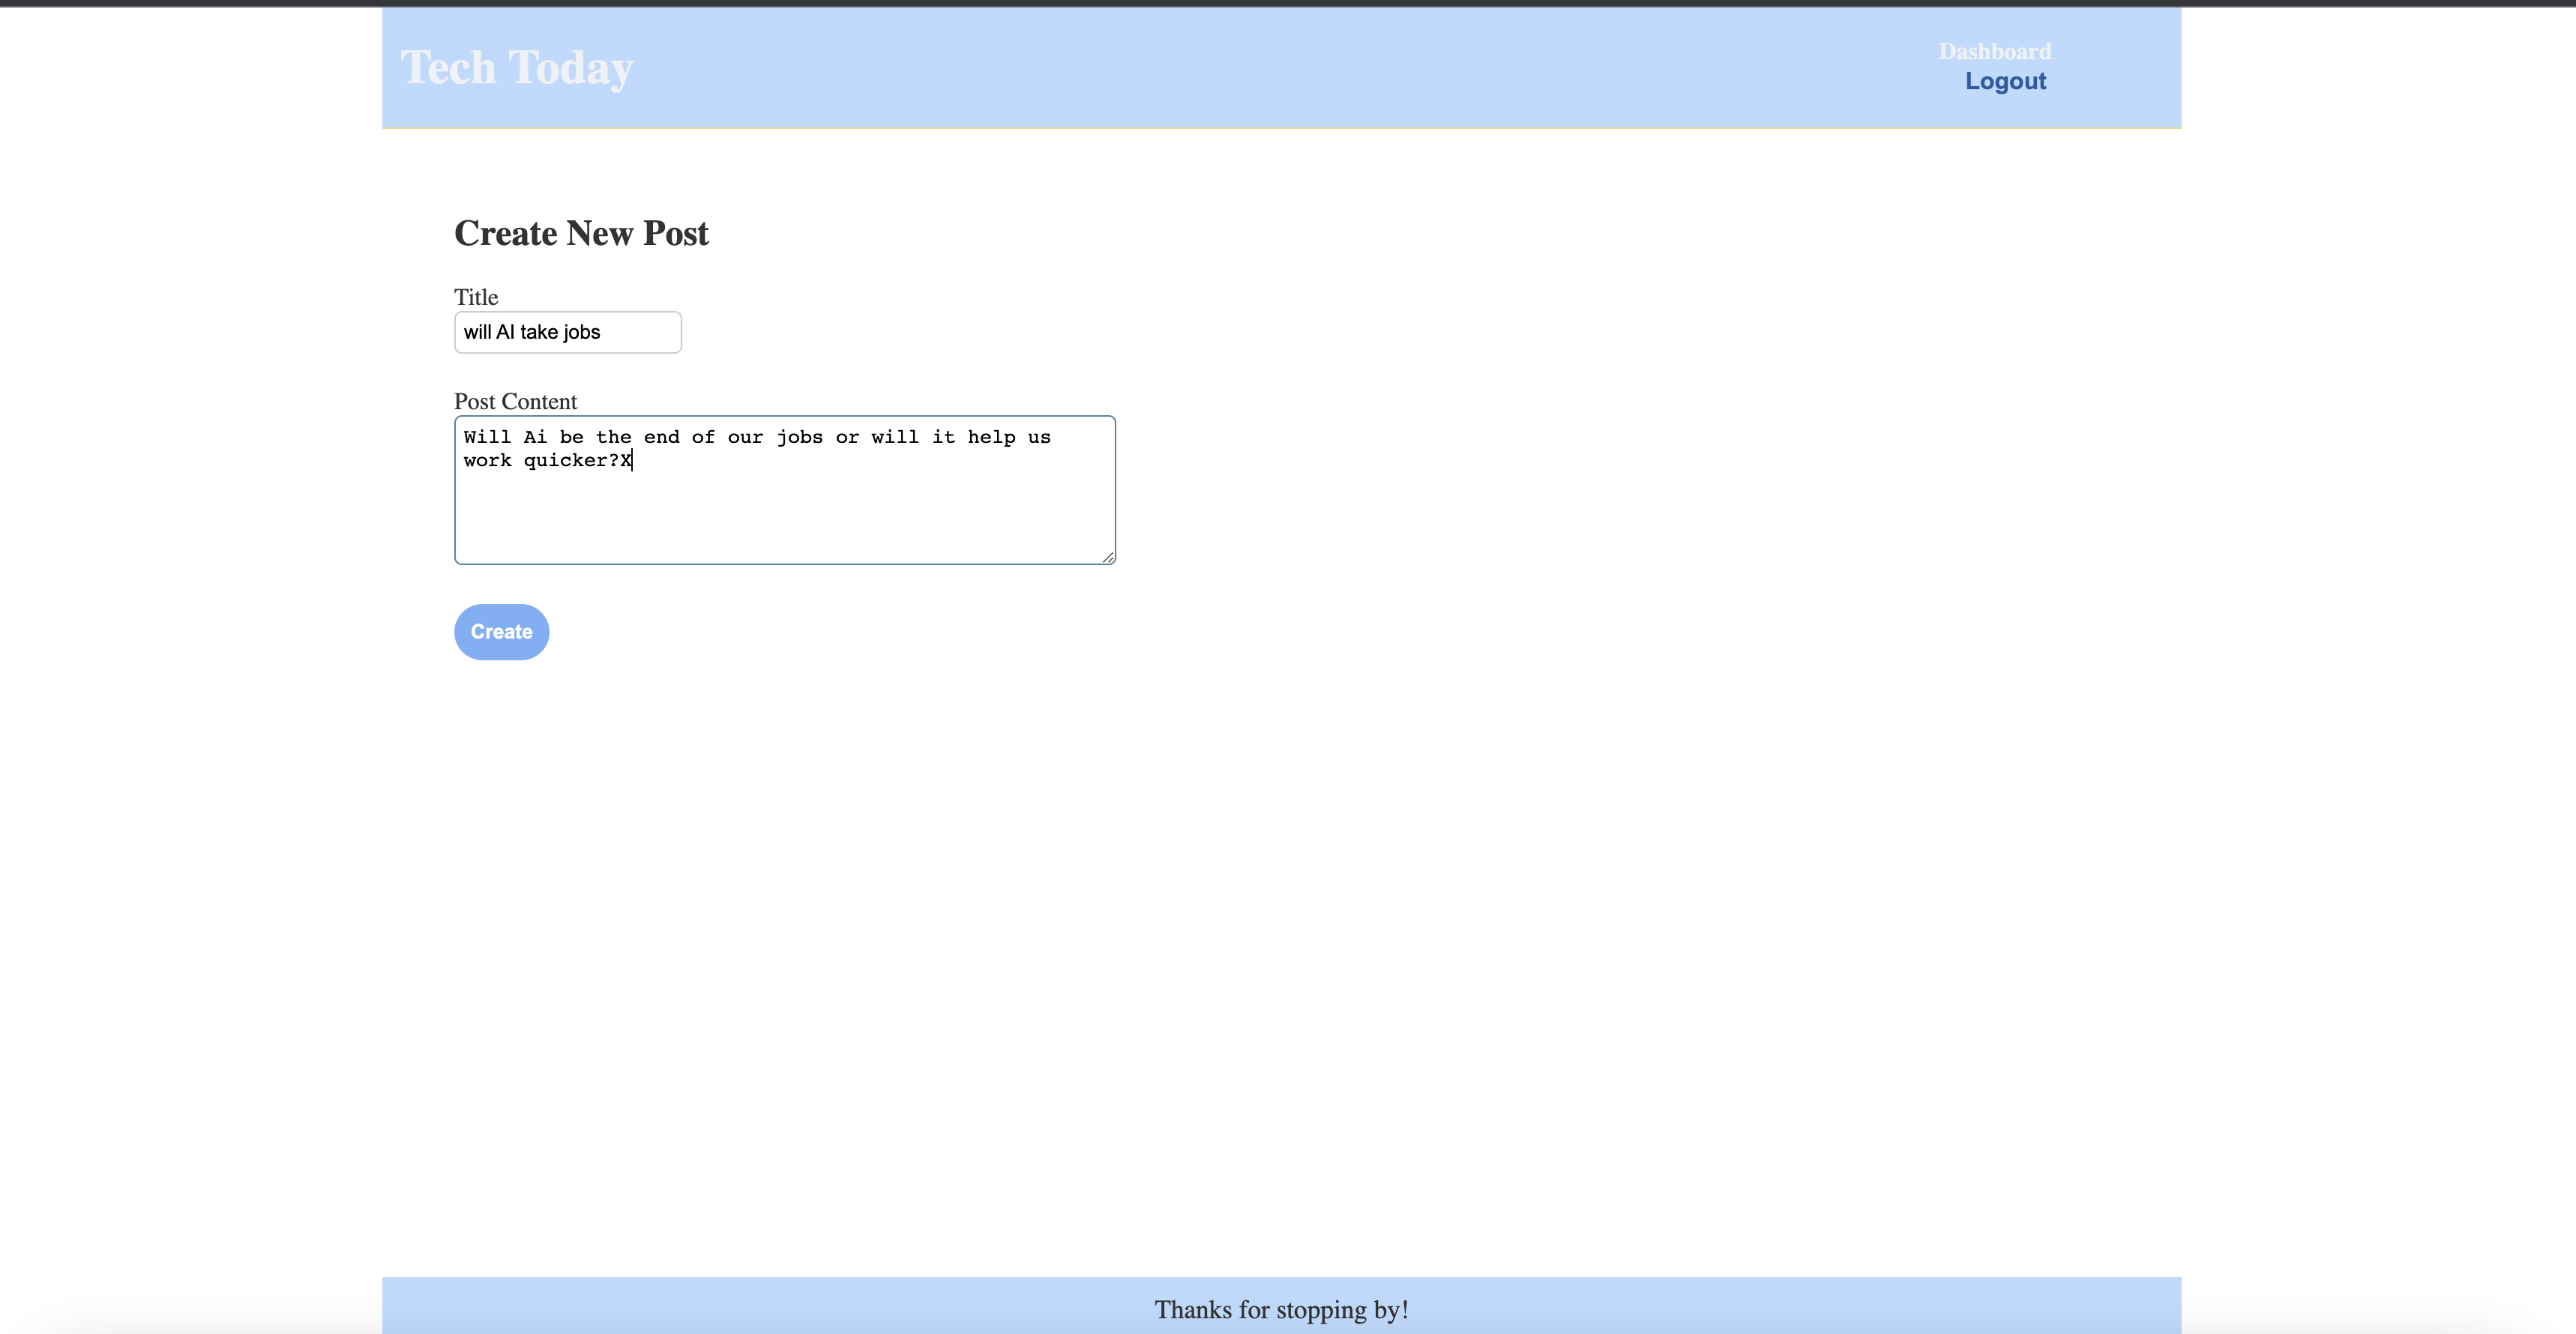 Tech Today
Dashboard
Logout
Create New Post
Title
will AI take jobs
Post Content
Will Ai be the end of our jobs or will it help us
work quicker?X
Create
Thanks for stopping by!